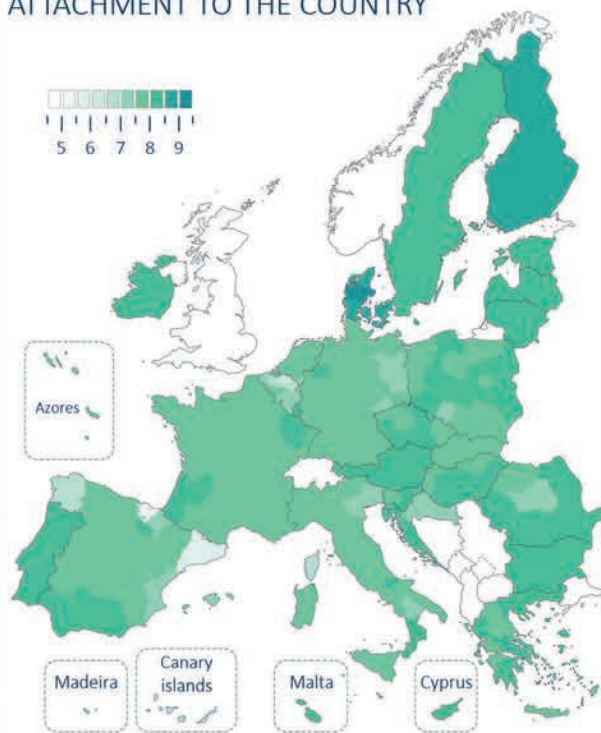 ATTACHMENT TO THE COUNTRY
5 6 7 8 9
Azores
Madeira
Canary
islands
Malta
Cyprus